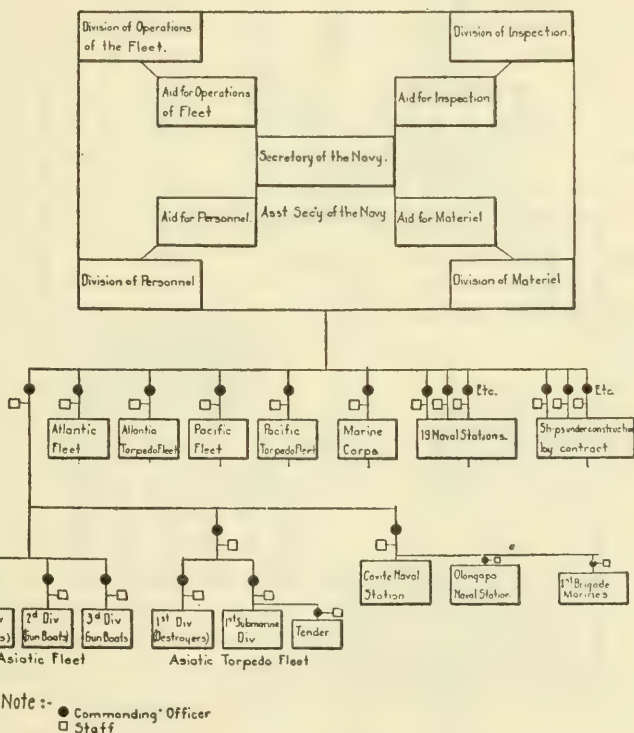 Division of Operations
of the Fleet.
Division of Inspection.
Aid for Operations
of Fleet
Aid for Inspection
Secretary of the Navy.
Aid for Personnel.
Asst Sec'y of the Navy
Aid for Materiel
Division of Personnel
Division of Materiel
Etc.
Etc
Atlantic
Fleet
Atlantic
Torpedo Fleet
Pacific
Fleet
Pacific
Torpedo Fleet
Marine
Corps
19 Naval Stations.
Ships under construction
by contract
2d Div
(Gun Boats)
3d Div
Gun Boats)
1st Div
(Destroyers)
1st Submarine
Div
Tender
Cavite Naval
Station
Olongapo
Naval Station
1st Brigade
Marines
Asiatic Fleet
Asiatic Torpedo Fleet
Note :-
Commanding Officer
Staff